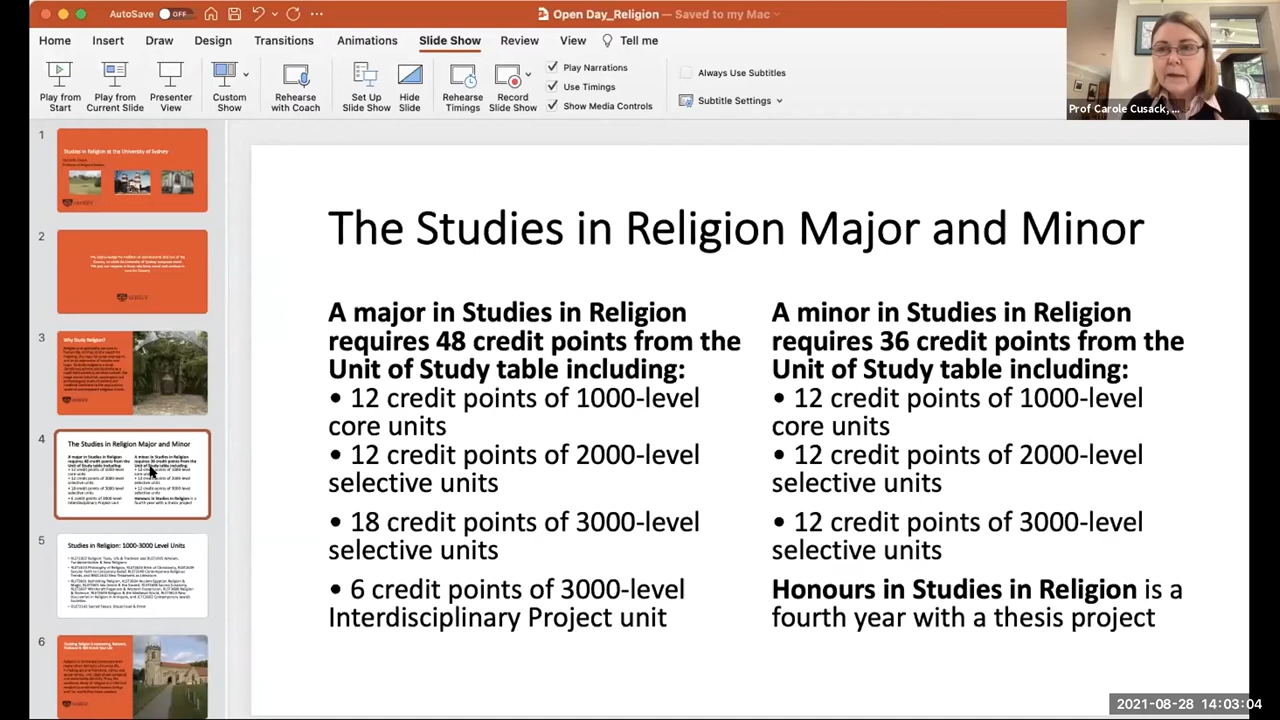 AutoSave
OFF
Open_Day_Religion — Saved to my Mac
Home Insert Draw Design Transitions Animations Slide Show Review View Tell me
Play from Start
Play from Current Slide
Presenter View
Custom Show
Rehearse with Coach
Set Up Slide Show
Hide Slide
Rehearse Timings
Record Slide Show
Play Narrations
Use Timings
Show Media Controls
Always Use Subtitles
Subtitle Settings
Prof Carole Cusack, ...
1
Studies in Religion at the University of Sydney
2
3
Why Study Religion?
4
The Studies in Religion Major and Minor
5
Studies in Religion: 1000-3000 Level Units
6
The Studies in Religion Major and Minor
A major in Studies in Religion
requires 48 credit points from the
Unit of Study table including:
• 12 credit points of 1000-level
core units
• 12 credit points of 2000-level
selective units
• 18 credit points of 3000-level
selective units
• 6 credit points of 3000-level
Interdisciplinary Project unit
A minor in Studies in Religion
requires 36 credit points from the
Unit of Study table including:
• 12 credit points of 1000-level
core units
• 12 credit points of 2000-level
selective units
• 12 credit points of 3000-level
selective units
Honours in Studies in Religion is a
fourth year with a thesis project
2021-08-28 14:03:04